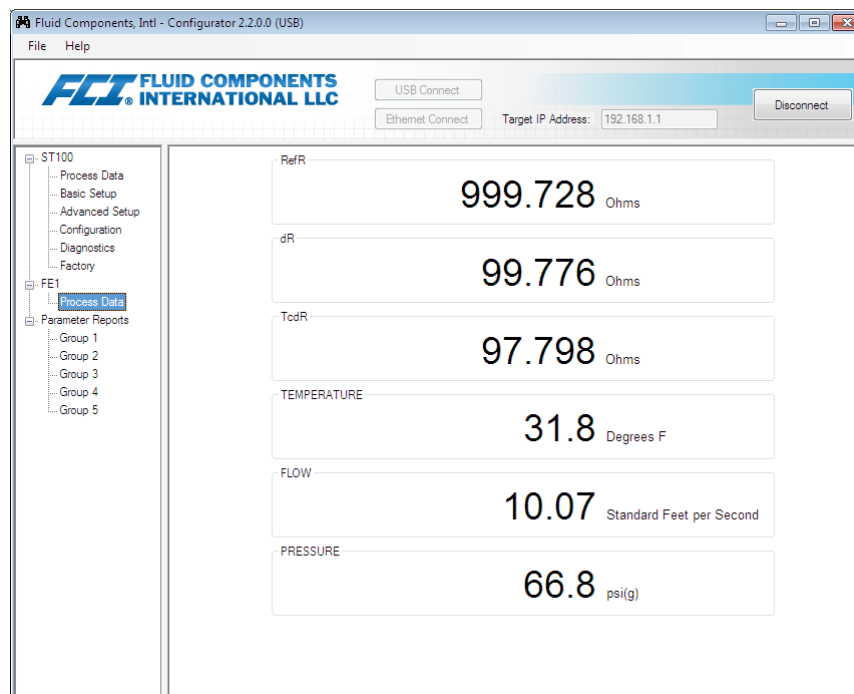 Fluid Components, Intl - Configurator 2.2.0.0 (USB)
File Help
FCI® FLUID COMPONENTS
INTERNATIONAL LLC
USB Connect
Ethernet Connect Target IP Address: 192.168.1.1
Disconnect
ST100
Process Data
Basic Setup
Advanced Setup
Configuration
Diagnostics
Factory
FE1
Process Data
Parameter Reports
Group 1
Group 2
Group 3
Group 4
Group 5
RefR
999.728 Ohms
dR
99.776 Ohms
TcdR
97.798 Ohms
TEMPERATURE
31.8 Degrees F
FLOW
10.07 Standard Feet per Second
PRESSURE
66.8 psi(g)